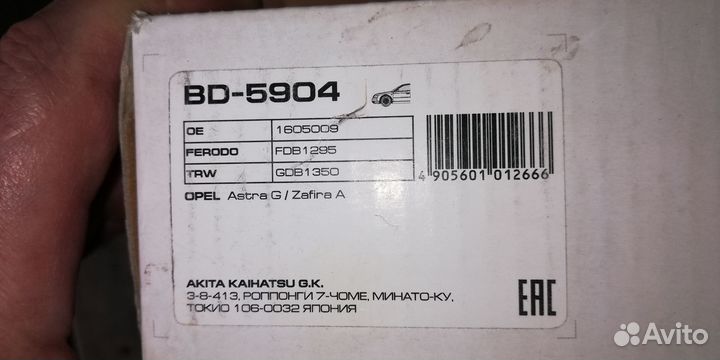 BD-5904
OE 1605009
FERODO FDB1295
TRW GDB1350
OPEL Astra G / Zafira A
4 905601 012666
AKITA KAIHATSU G.K.
3-8-413, РОППОНГИ 7-ЧОМЕ, МИНАТО-КУ,
ТОКИО 106-0032 ЯПОНИЯ
EAC
Avito